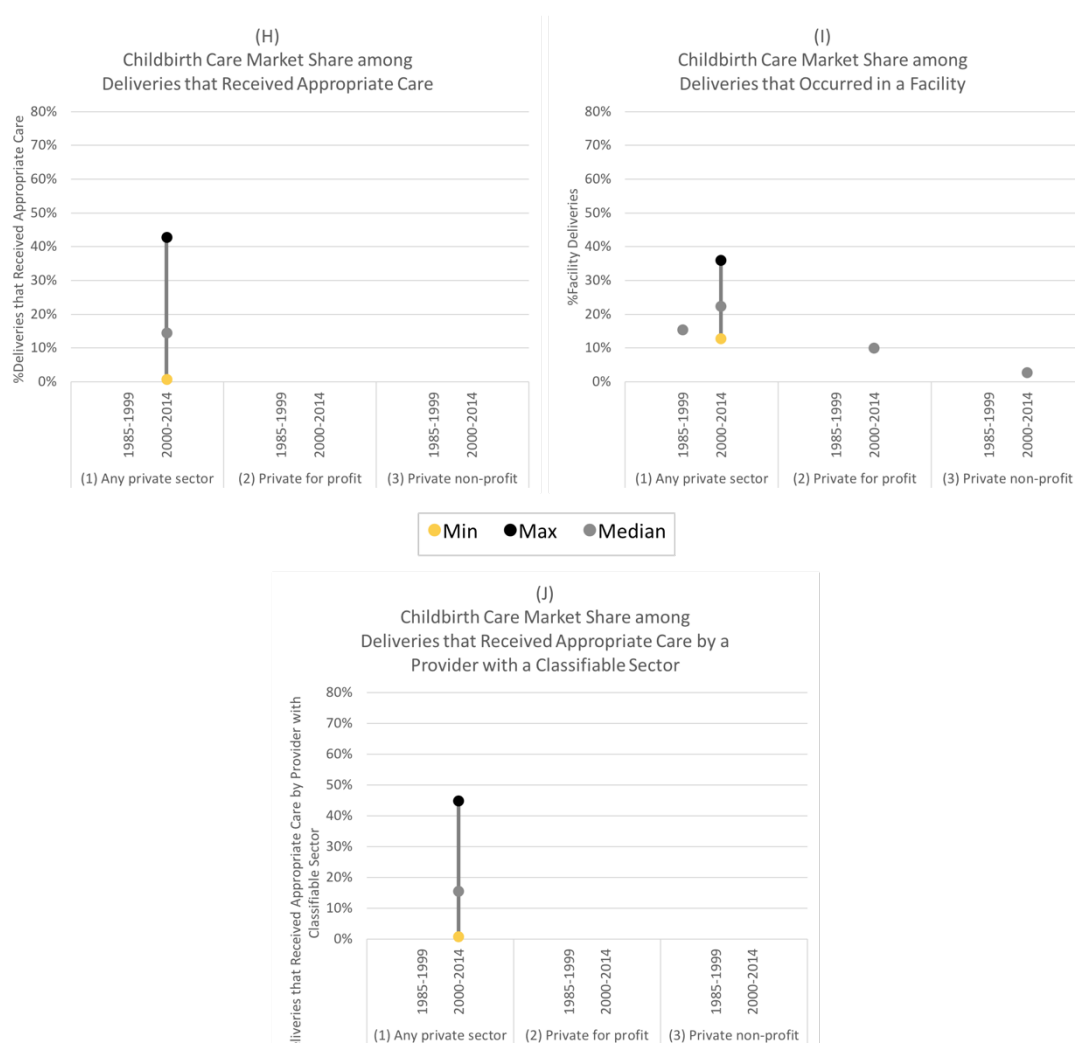 (H)
Childbirth Care Market Share among
Deliveries that Received Appropriate Care
%Deliveries that Received Appropriate Care
80%
70%
60%
50%
40%
30%
20%
10%
0%
1985-1999
2000-2014
1985-1999
2000-2014
1985-1999
2000-2014
(1) Any private sector
(2) Private for profit
(3) Private non-profit
(I)
Childbirth Care Market Share among
Deliveries that Occurred in a Facility
%Facility Deliveries
80%
70%
60%
50%
40%
30%
20%
10%
0%
1985-1999
2000-2014
1985-1999
2000-2014
1985-1999
2000-2014
(1) Any private sector
(2) Private for profit
(3) Private non-profit
Min Max Median
(J)
Childbirth Care Market Share among
Deliveries that Received Appropriate Care by a
Provider with a Classifiable Sector
eliveries that Received Appropriate Care by Provider with
Classifiable Sector
80%
70%
60%
50%
40%
30%
20%
10%
0%
1985-1999
2000-2014
1985-1999
2000-2014
1985-1999
2000-2014
(1) Any private sector
(2) Private for profit
(3) Private non-profit